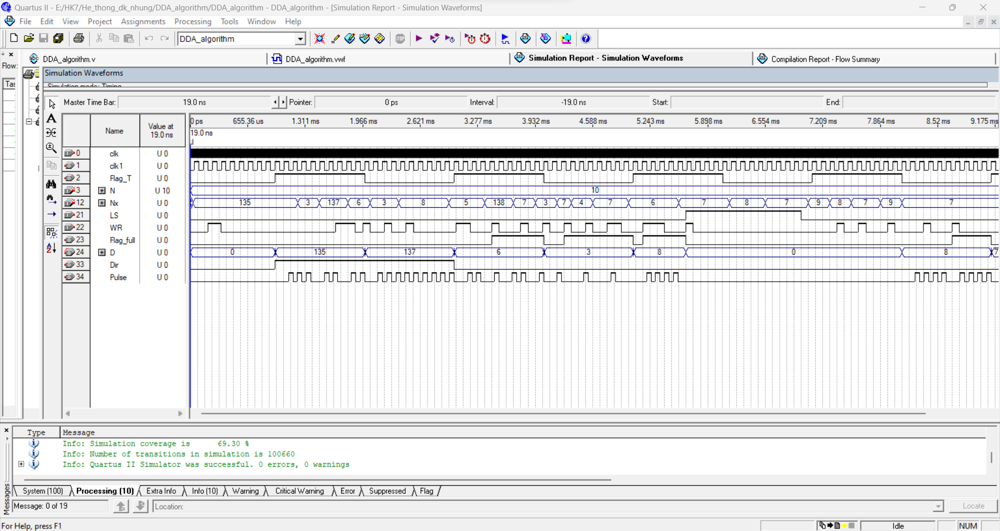 Quartus II - E:/HK7/He_thong_dk_nhung/DDA_algorithm/DDA_algorithm - DDA_algorithm - [Simulation Report - Simulation Waveforms]
File Edit View Project Assignments Processing Tools Window Help
DDA_algorithm
DDA_algorithm.v DDA_algorithm.vwf Simulation Report - Simulation Waveforms Compilation Report - Flow Summary
Flow:
Simulation Waveforms
Simulation mode: Timing
Tas
Master Time Bar: 19.0 ns Pointer: 0 ps Interval: -19.0 ns Start: End:
Name Value at 19.0 ns
0 ps 655.36 us 1.311 ms 1.966 ms 2.621 ms 3.277 ms 3.932 ms 4.588 ms 5.243 ms 5.898 ms 6.554 ms 7.209 ms 7.864 ms 8.52 ms 9.175 ms
19.0 ns
0 clk U 0
1 clk1 U 0
2 Flag_T U 0
3 N U 10 10
12 Nx U 0 135 3 137 6 3 8 5 138 7 3 7 4 7 6 7 8 7 9 8 7 9 7
21 LS U 0
22 WR U 0
23 Flag_full U 0
24 D U 0 0 135 137 6 3 8 0 8 7
33 Dir U 0
34 Pulse U 0
Type Message
Info: Simulation coverage is 69.30 %
Info: Number of transitions in simulation is 100660
Info: Quartus II Simulator was successful. 0 errors, 0 warnings
System (100) Processing (10) Extra Info Info (10) Warning Critical Warning Error Suppressed Flag
Messages
Message: 0 of 19 Location: Locate
For Help, press F1 Idle NUM